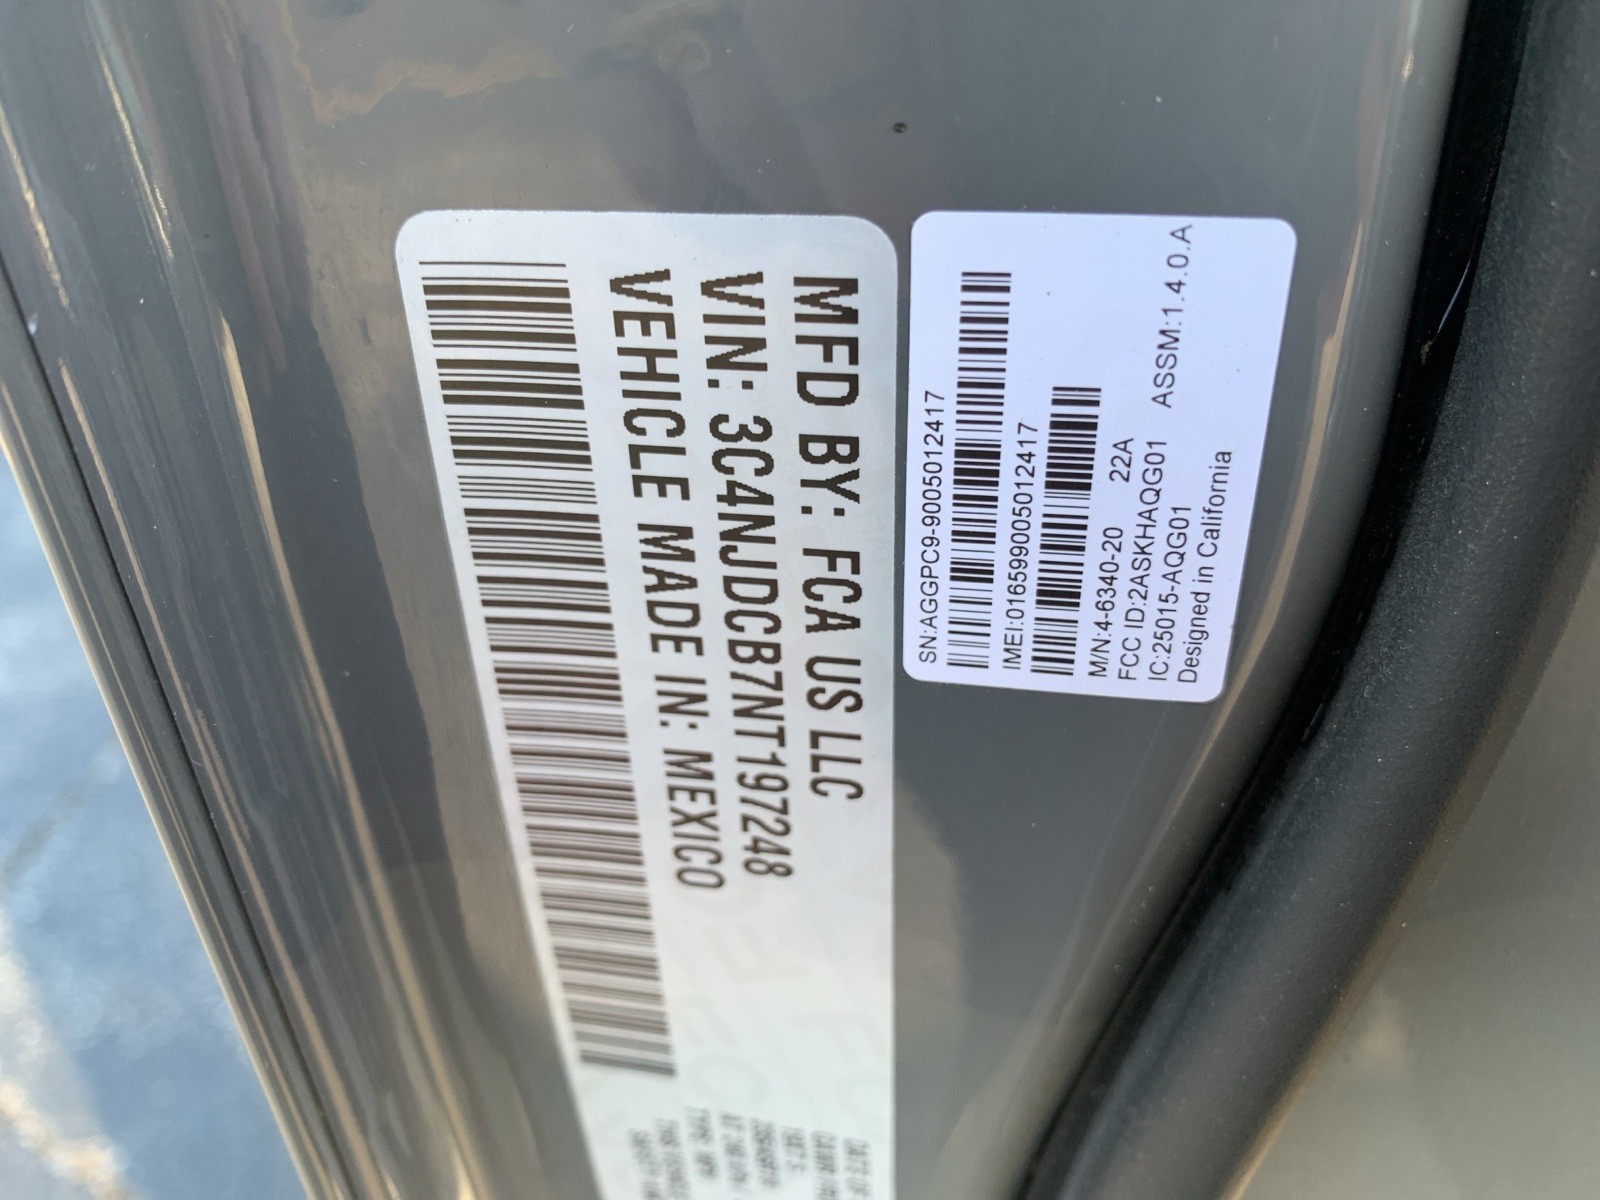 MFD BY: FCA US LLC
VIN: 3C4NJDCB7NT197248
VEHICLE MADE IN: MEXICO
SN:AGGPC9-9005012417
IMEI:016599005012417
M/N:4-6340-20 22A
FCC ID:2ASKHAQG01
IC:25015-AQG01 ASSM:1.4.0.A
Designed in California